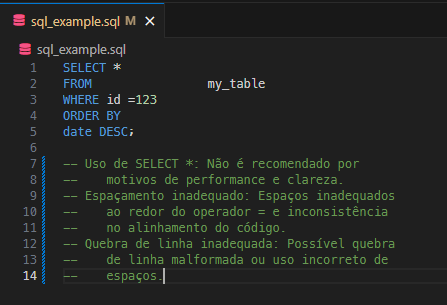 sql_example.sql M ×
sql_example.sql
1 SELECT *
2 FROM                my_table
3 WHERE id =123
4 ORDER BY
5 date DESC;
6
7 -- Uso de SELECT *: Não é recomendado por
8 --    motivos de performance e clareza.
9 -- Espaçamento inadequado: Espaços inadequados
10 --    ao redor do operador = e inconsistência
11 --    no alinhamento do código.
12 -- Quebra de linha inadequada: Possível quebra
13 --    de linha malformada ou uso incorreto de
14 --    espaços.